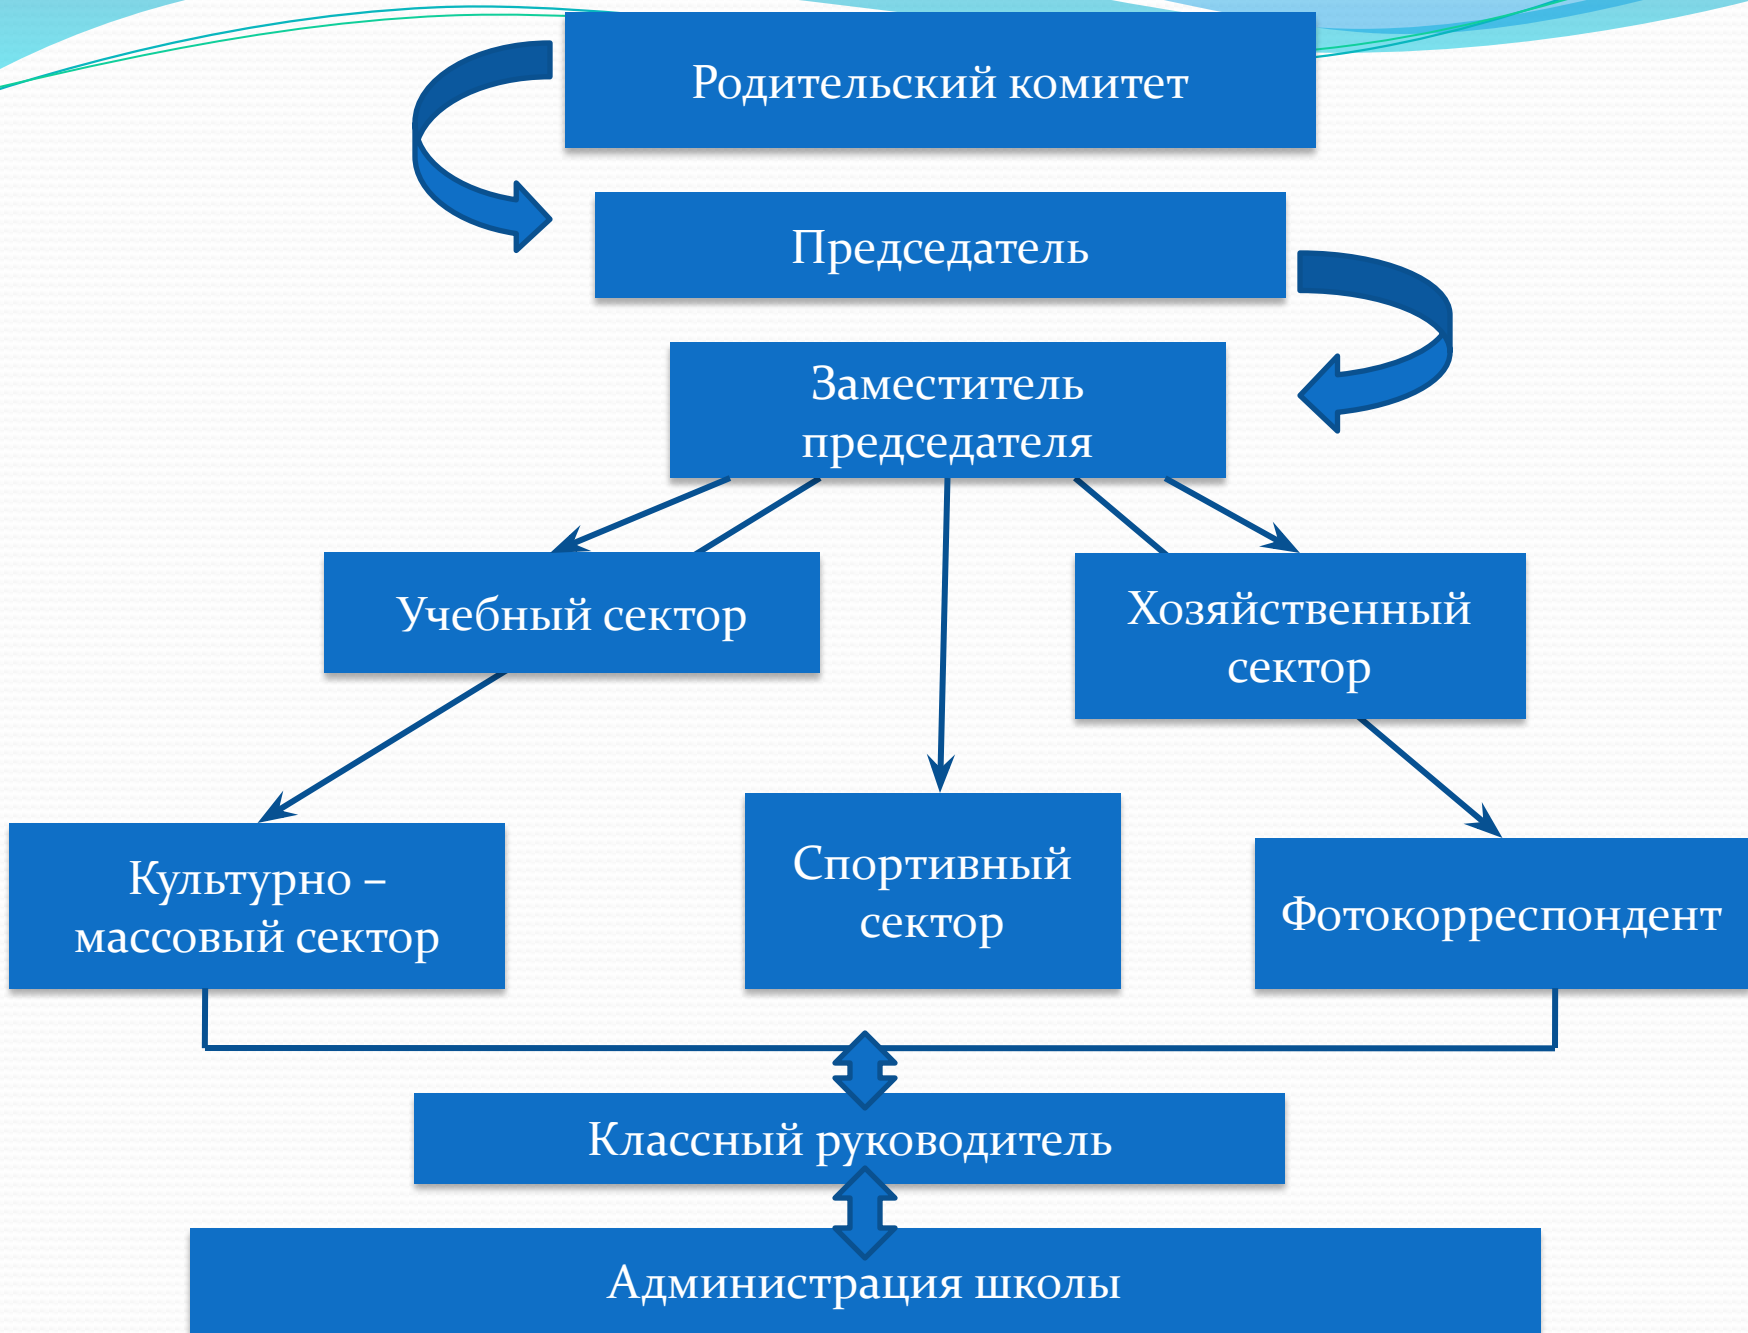 Родительский комитет
Председатель
Заместитель
председателя
Учебный сектор
Хозяйственный
сектор
Культурно –
массовый сектор
Спортивный
сектор
Фотокорреспондент
Классный руководитель
Администрация школы